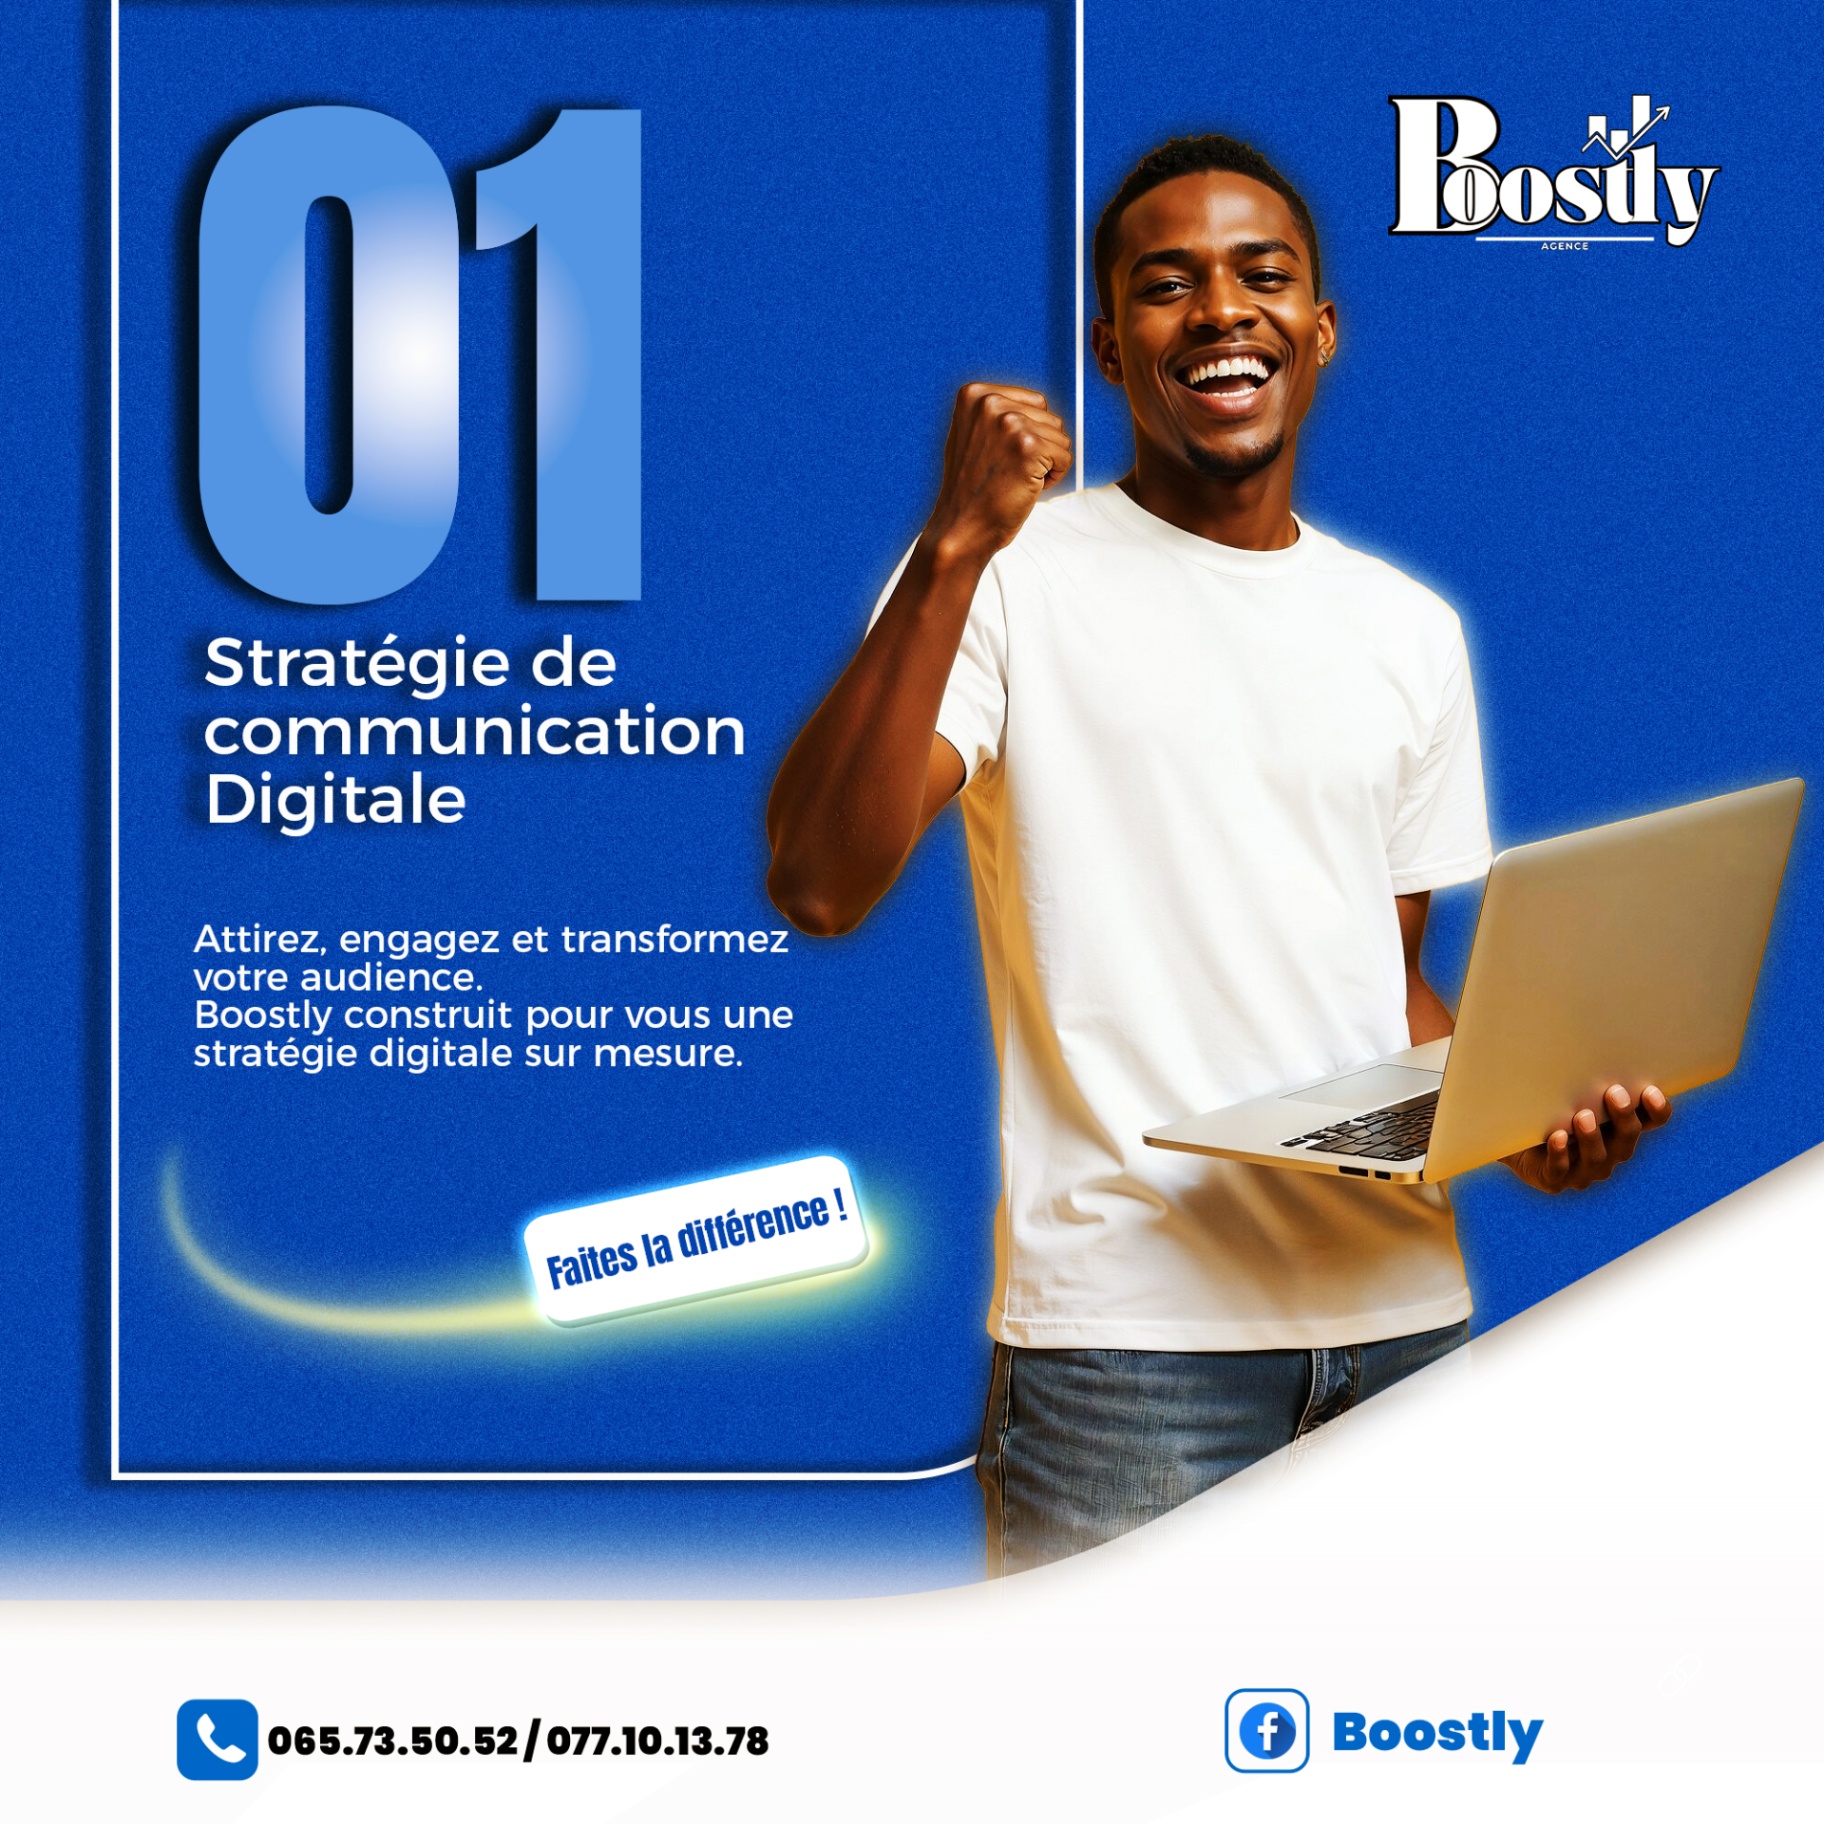 01
Boostly
AGENCE
Stratégie de
communication
Digitale
Attirez, engagez et transformez
votre audience.
Boostly construit pour vous une
stratégie digitale sur mesure.
Faites la différence !
065.73.50.52 / 077.10.13.78
Boostly